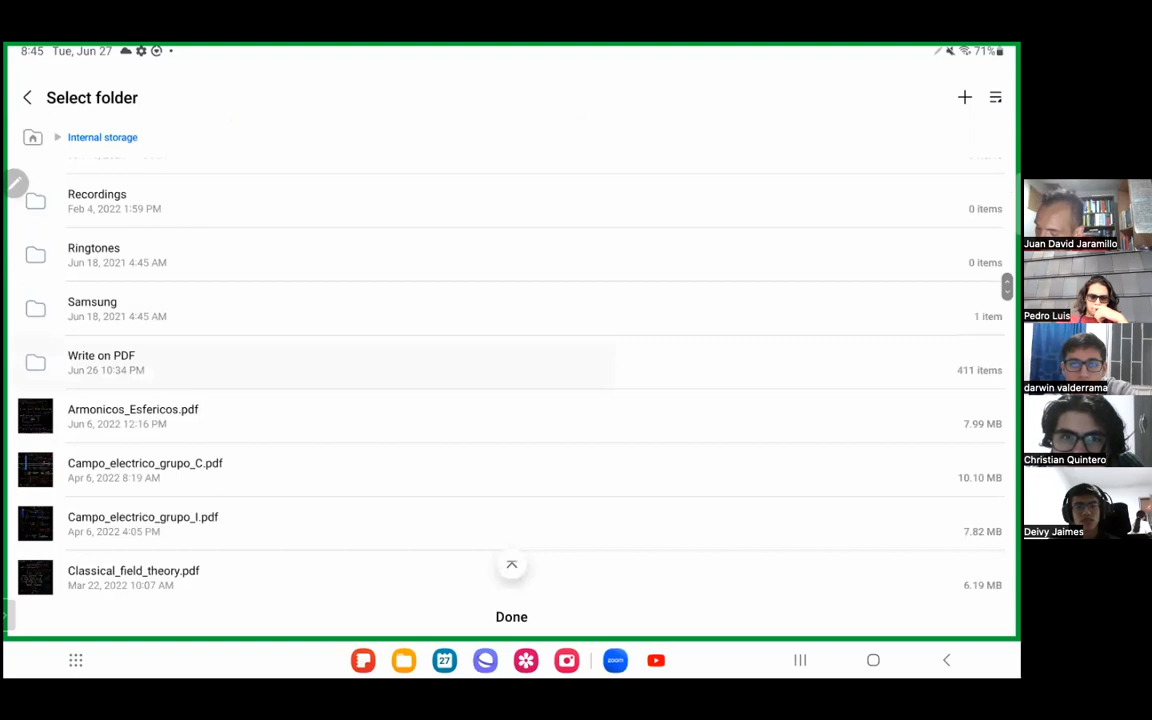 8:45 Tue, Jun 27
71%
Select folder
Internal storage
Recordings
Feb 4, 2022 1:59 PM
0 items
Ringtones
Jun 18, 2021 4:45 AM
0 items
Samsung
Jun 18, 2021 4:45 AM
1 item
Write on PDF
Jun 26 10:34 PM
411 items
Armonicos_Esfericos.pdf
Jun 6, 2022 12:16 PM
7.99 MB
Campo_electrico_grupo_C.pdf
Apr 6, 2022 8:19 AM
10.10 MB
Campo_electrico_grupo_I.pdf
Apr 6, 2022 4:05 PM
7.82 MB
Classical_field_theory.pdf
Mar 22, 2022 10:07 AM
6.19 MB
Done
27
zoom
Juan David Jaramillo
Pedro Luis
darwin valderrama
Christian Quintero
Deivy Jaimes